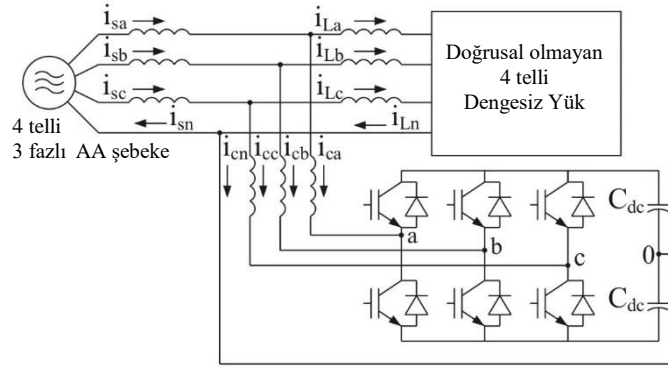 i_sa
i_La
i_sb
i_Lb
i_sc
i_Lc
i_sn
i_Ln
Doğrusal olmayan
4 telli
Dengesiz Yük
4 telli
3 fazlı AA şebeke
i_cn i_cc i_cb i_ca
a
b
c
C_dc
0
C_dc